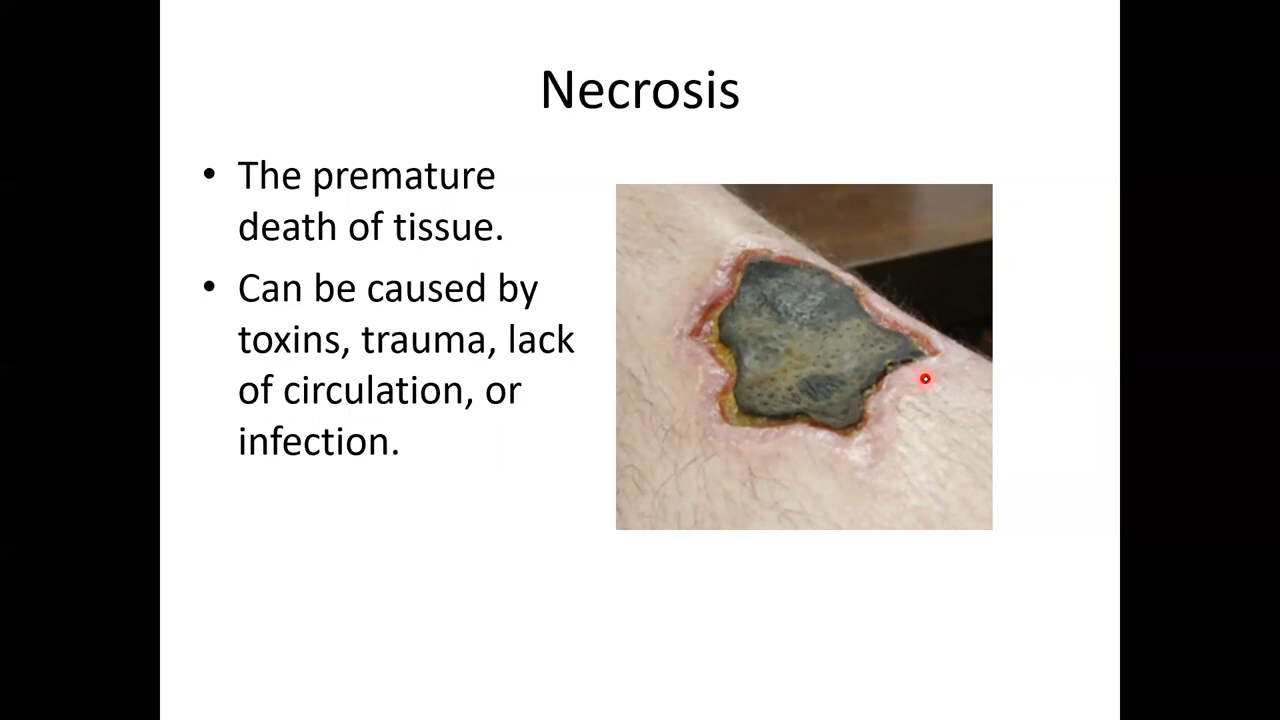 Necrosis
• The premature
death of tissue.
• Can be caused by
toxins, trauma, lack
of circulation, or
infection.